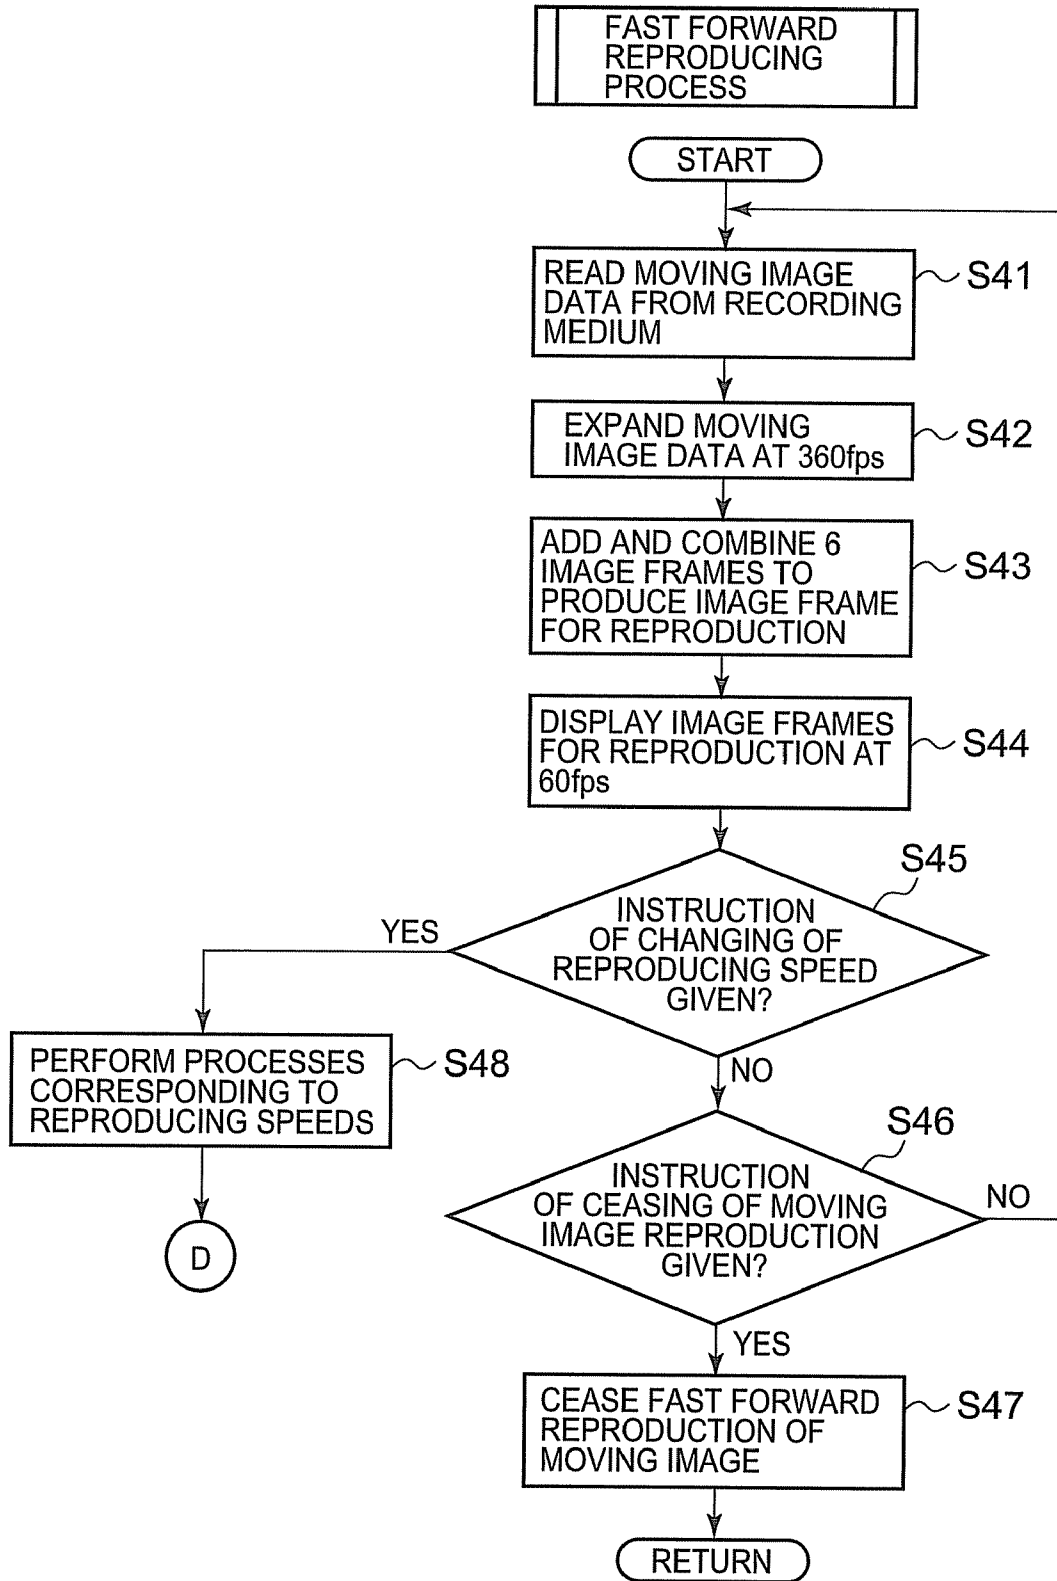 FAST FORWARD
REPRODUCING
PROCESS
START
READ MOVING IMAGE
DATA FROM RECORDING
MEDIUM
S41
EXPAND MOVING
IMAGE DATA AT 360fps
S42
ADD AND COMBINE 6
IMAGE FRAMES TO
PRODUCE IMAGE FRAME
FOR REPRODUCTION
S43
DISPLAY IMAGE FRAMES
FOR REPRODUCTION AT
60fps
S44
S45
INSTRUCTION
OF CHANGING OF
REPRODUCING SPEED
GIVEN?
YES
PERFORM PROCESSES
CORRESPONDING TO
REPRODUCING SPEEDS
S48
D
NO
S46
INSTRUCTION
OF CEASING OF MOVING
IMAGE REPRODUCTION
GIVEN?
NO
YES
CEASE FAST FORWARD
REPRODUCTION OF
MOVING IMAGE
S47
RETURN